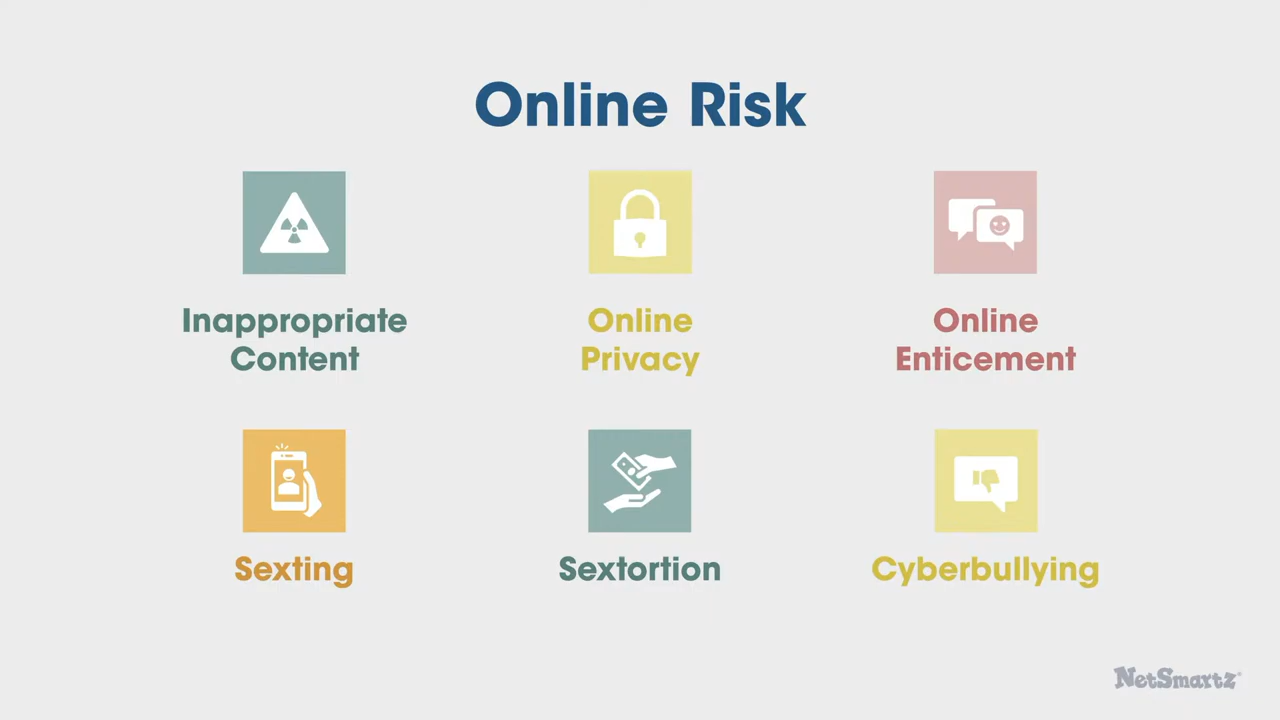 Online Risk
Inappropriate
Content
Online
Privacy
Online
Enticement
Sexting
Sextortion
Cyberbullying
NetSmartz®